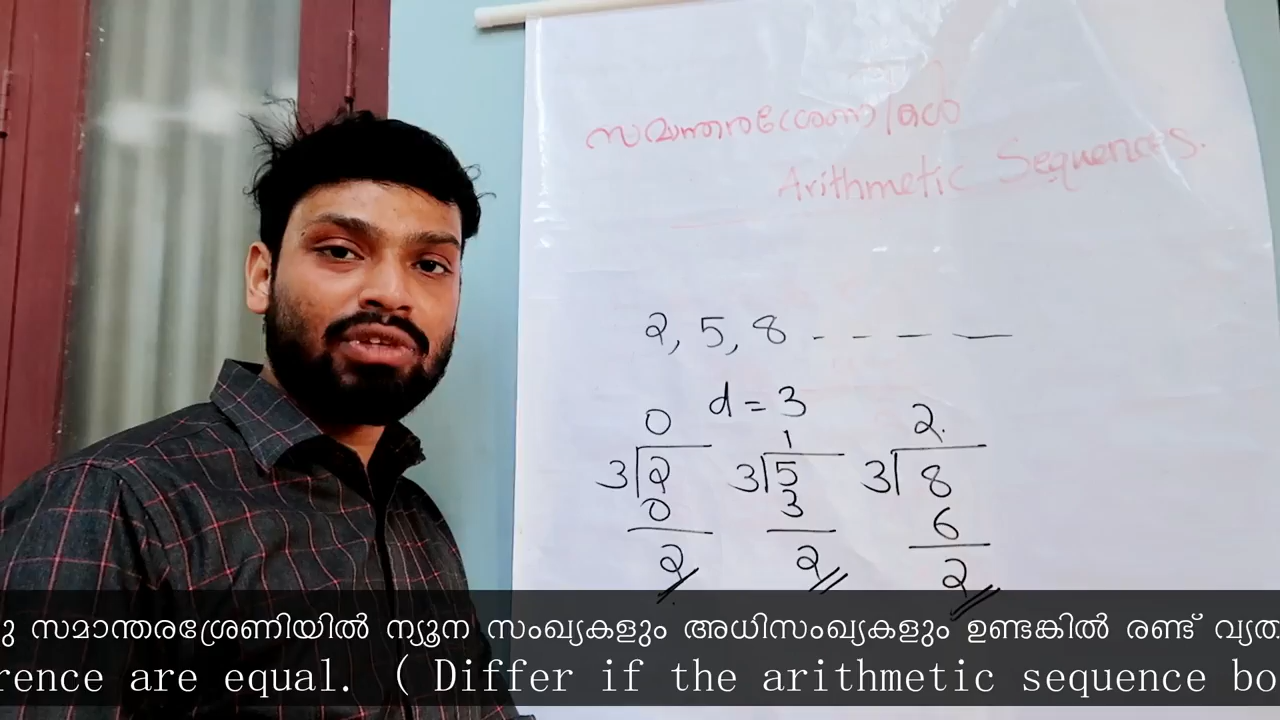 സമാന്തരശ്രേണികൾ
Arithmetic Sequences.
2, 5, 8 - - - -
d = 3
0 1 2.
3 2 3 5 3 8
0 3 6
2 2 2
ു സമാന്തരശ്രേണിയിൽ ന്യൂന സംഖ്യകളും അധിസംഖ്യകളും ഉണ്ടങ്കിൽ രണ്ട് വ്യത
rence are equal. ( Differ if the arithmetic sequence bo